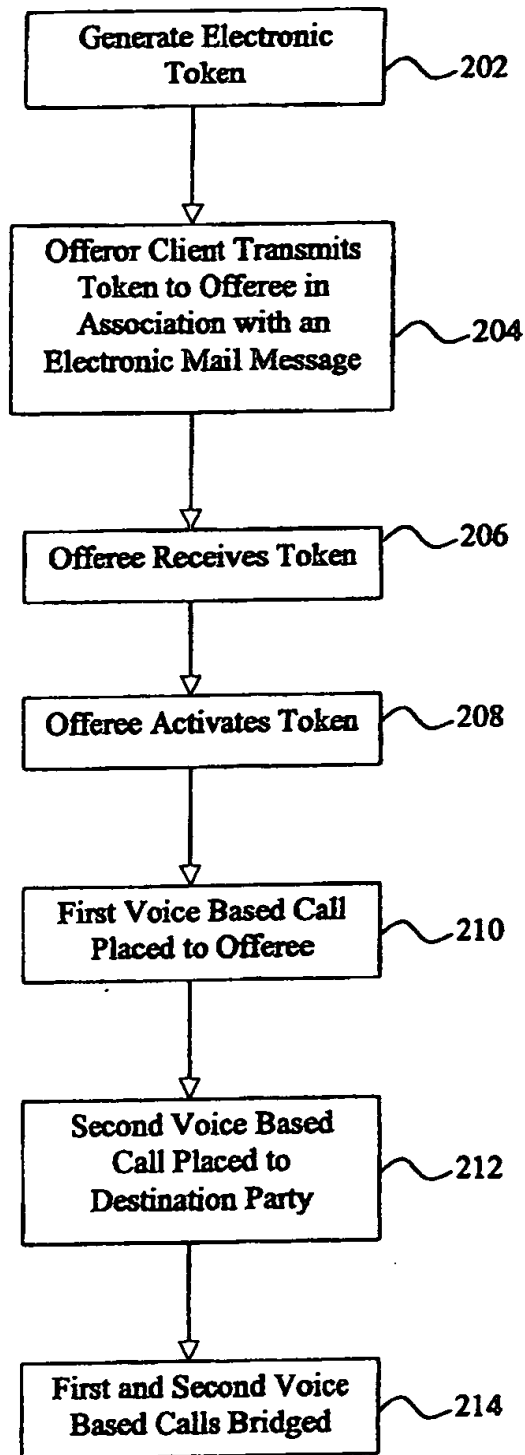 Generate Electronic
Token
202
Offeror Client Transmits
Token to Offeree in
Association with an
Electronic Mail Message
204
Offeree Receives Token
206
Offeree Activates Token
208
First Voice Based Call
Placed to Offeree
210
Second Voice Based
Call Placed to
Destination Party
212
First and Second Voice
Based Calls Bridged
214